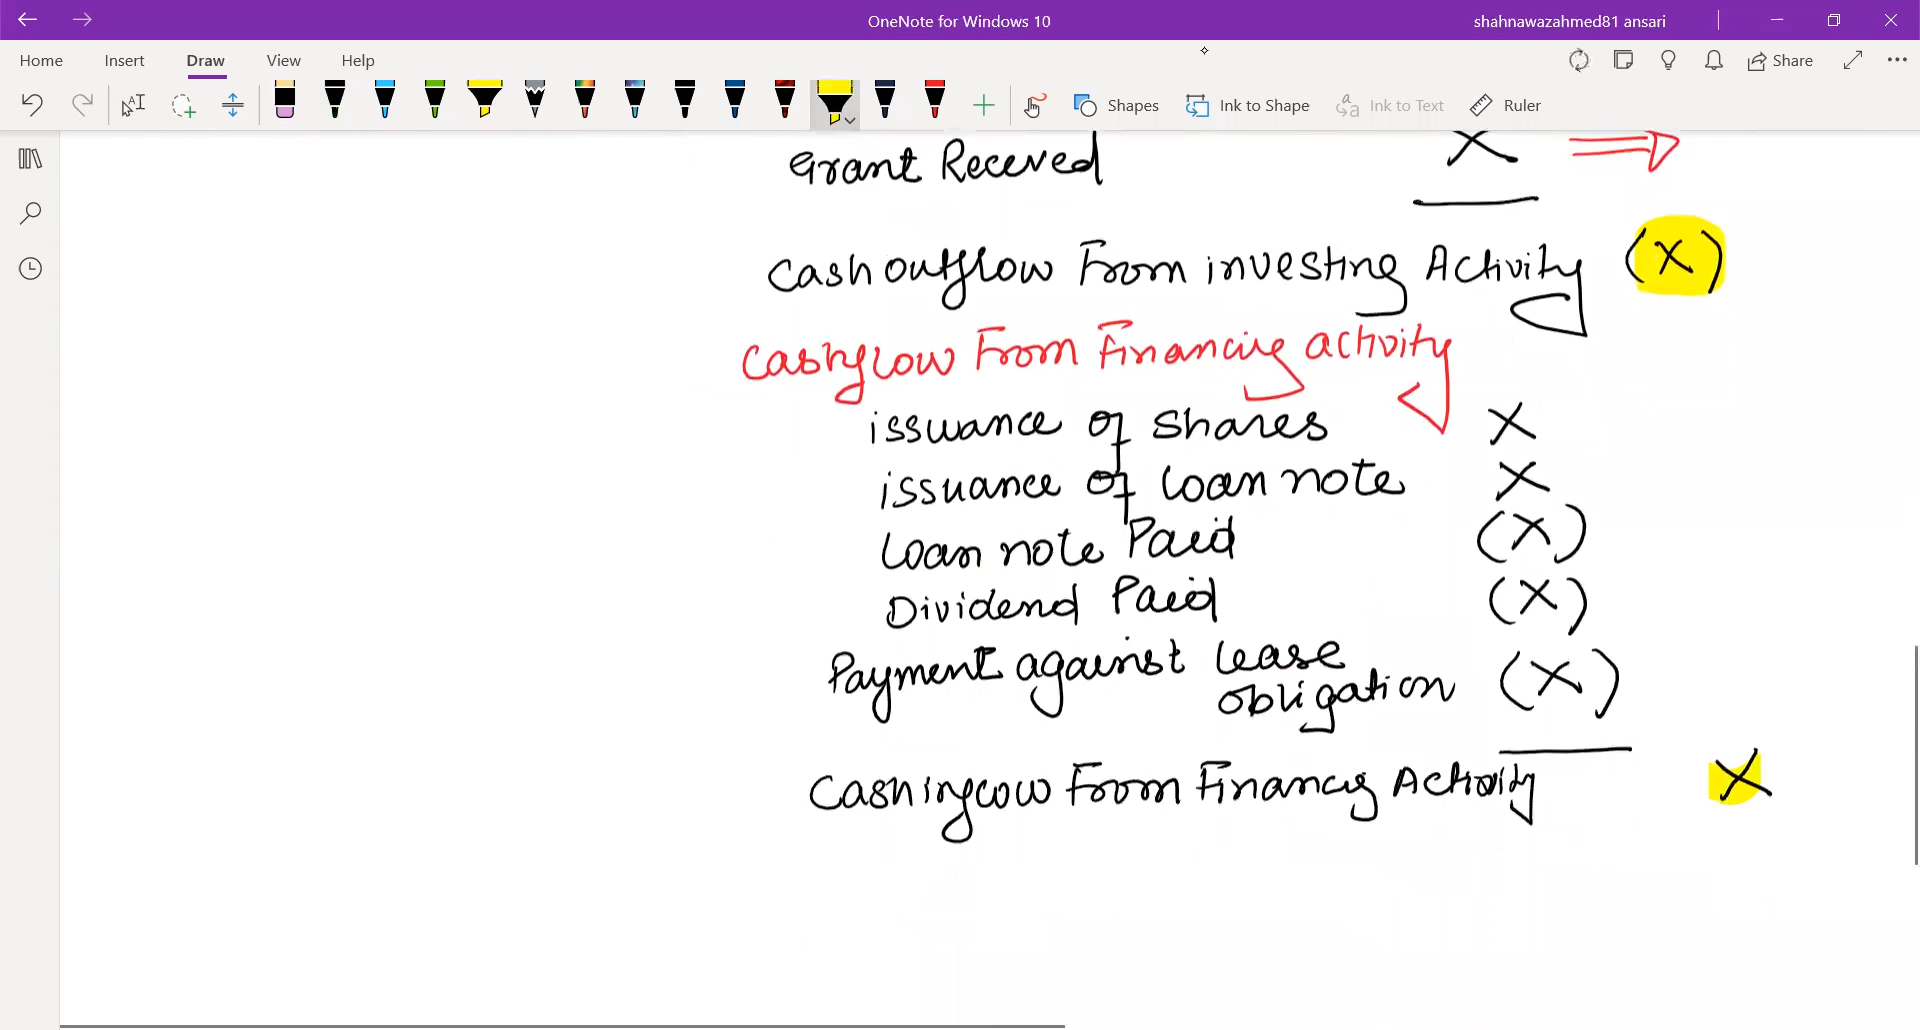 OneNote for Windows 10
shahnawazahmed81 ansari
Home Insert Draw View Help
Share
Shapes Ink to Shape Ink to Text Ruler
Grant Receved X
Cash outflow From investing Activity (X)
Cashflow From Financing activity
issuance of Shares X
issuance of Loan note X
Loan note Paid (X)
Dividend Paid (X)
Payment against Lease
obligation (X)
Cash inflow From Financing Activity X